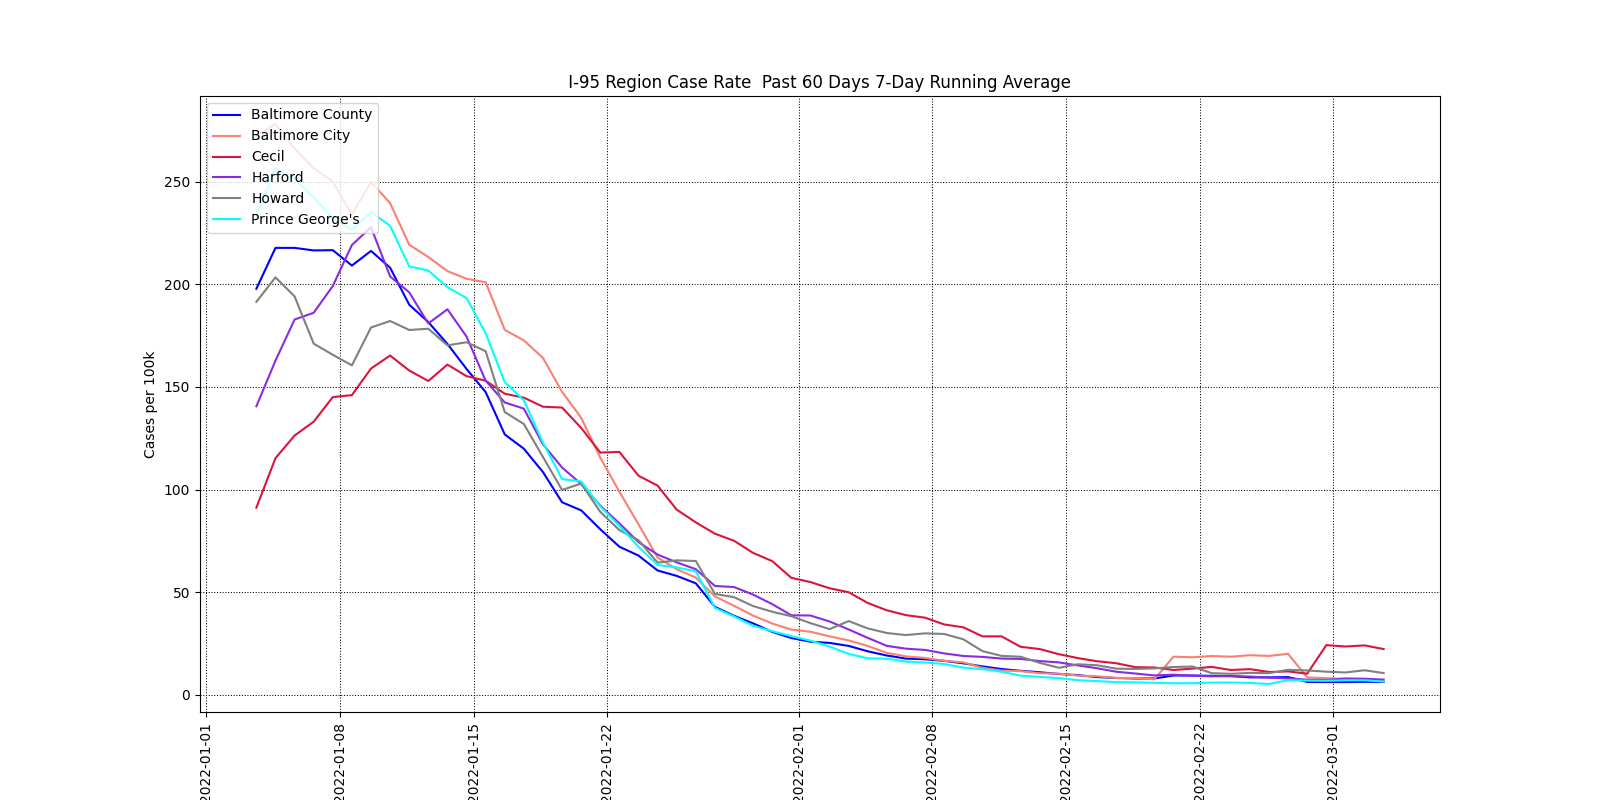 I-95 Region Case Rate  Past 60 Days 7-Day Running Average
Baltimore County
Baltimore City
Cecil
Harford
Howard
Prince George's
Cases per 100k
250
200
150
100
50
0
2022-01-01
2022-01-08
2022-01-15
2022-01-22
2022-02-01
2022-02-08
2022-02-15
2022-02-22
2022-03-01